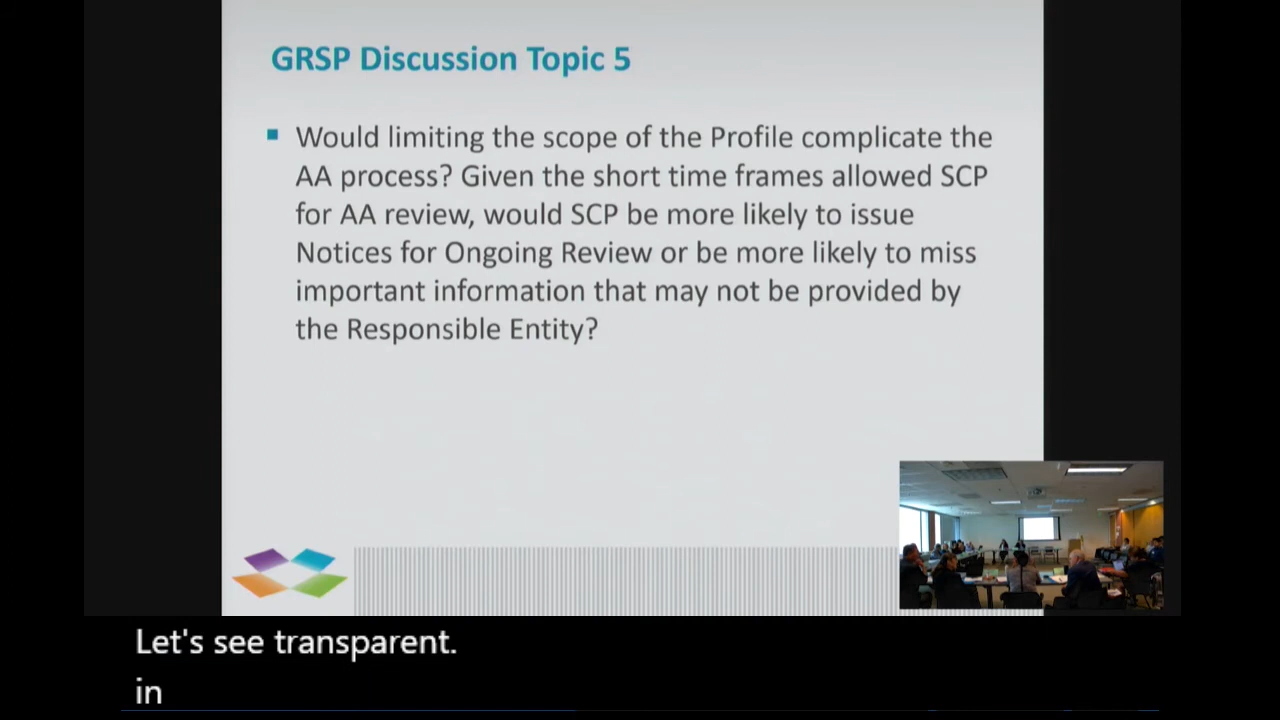 GRSP Discussion Topic 5
Would limiting the scope of the Profile complicate the
AA process? Given the short time frames allowed SCP
for AA review, would SCP be more likely to issue
Notices for Ongoing Review or be more likely to miss
important information that may not be provided by
the Responsible Entity?
Let's see transparent.
in